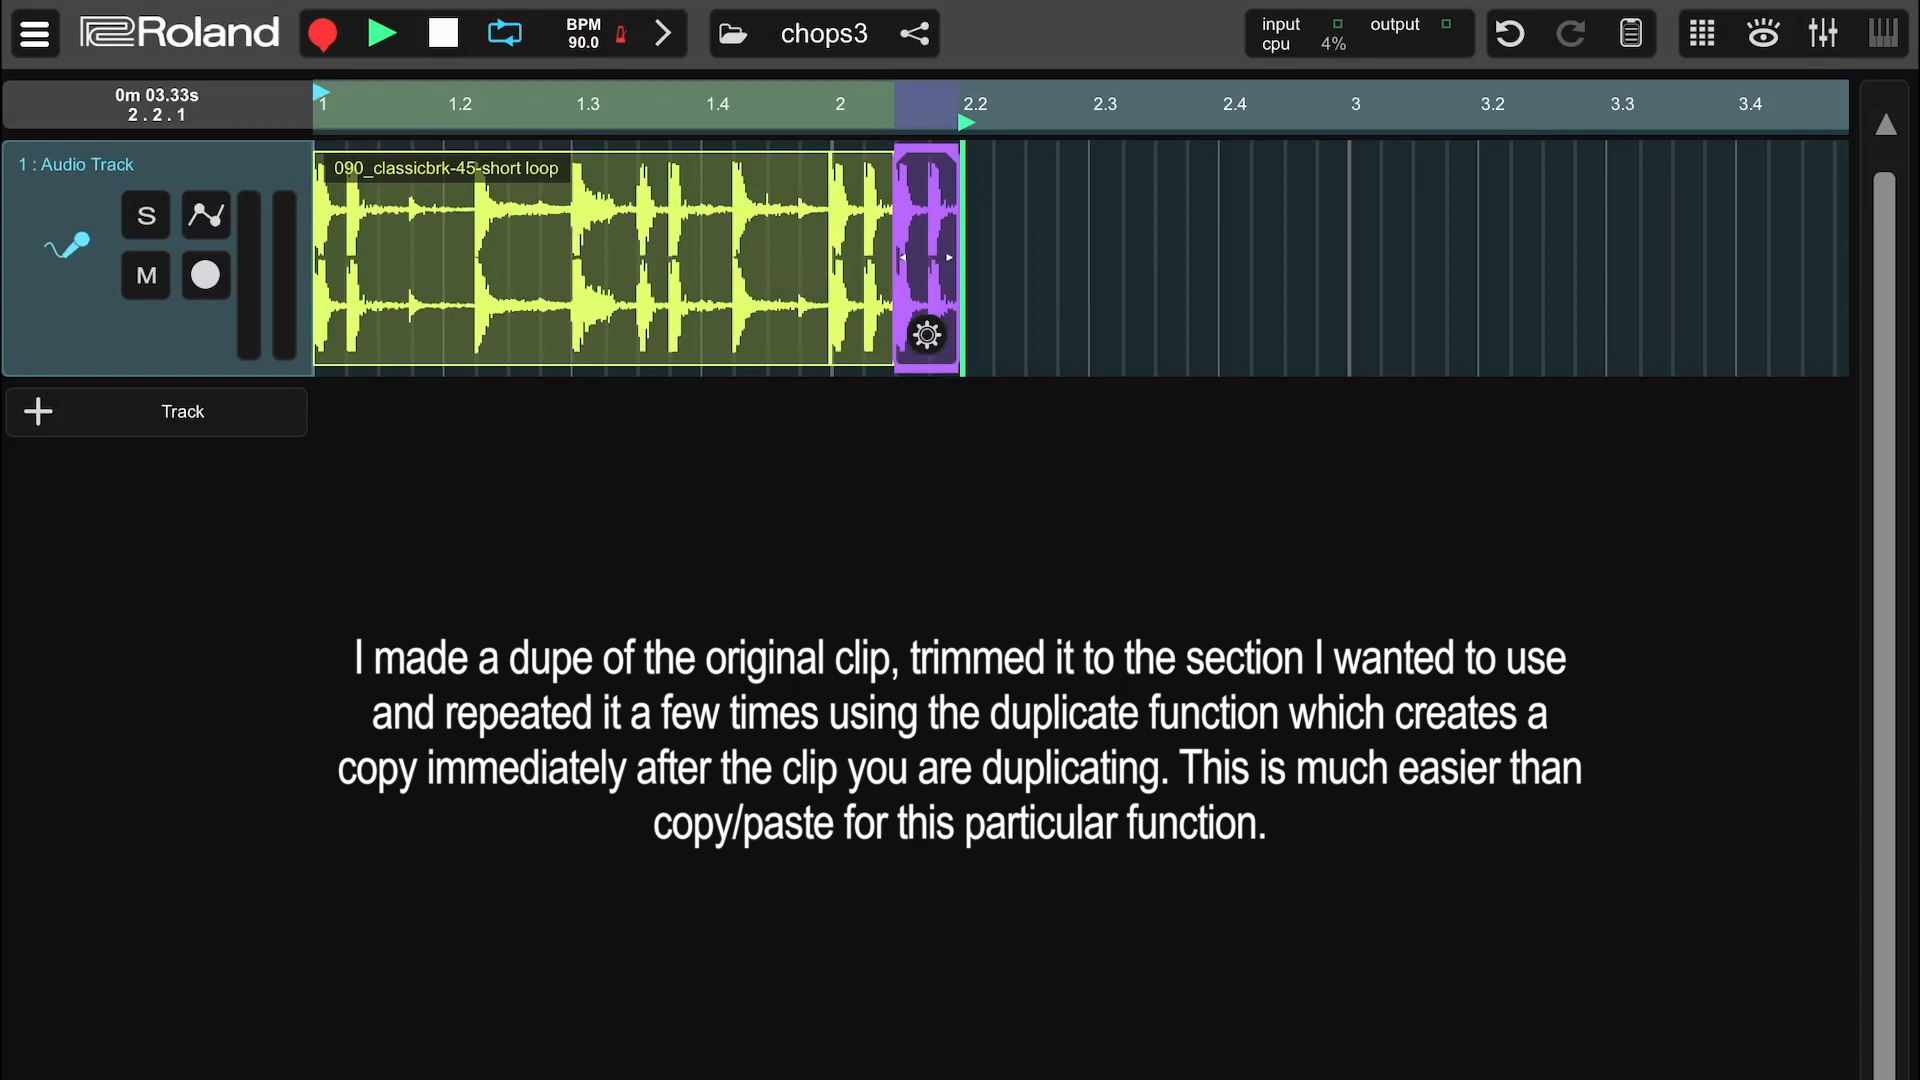 Roland
BPM
90.0
chops3
input
output
cpu
4%
0m 03.33s
2 . 2 . 1
1
1.2
1.3
1.4
2
2.2
2.3
2.4
3
3.2
3.3
3.4
1 : Audio Track
090_classicbrk-45-short loop
S
M
Track
I made a dupe of the original clip, trimmed it to the section I wanted to use
and repeated it a few times using the duplicate function which creates a
copy immediately after the clip you are duplicating. This is much easier than
copy/paste for this particular function.